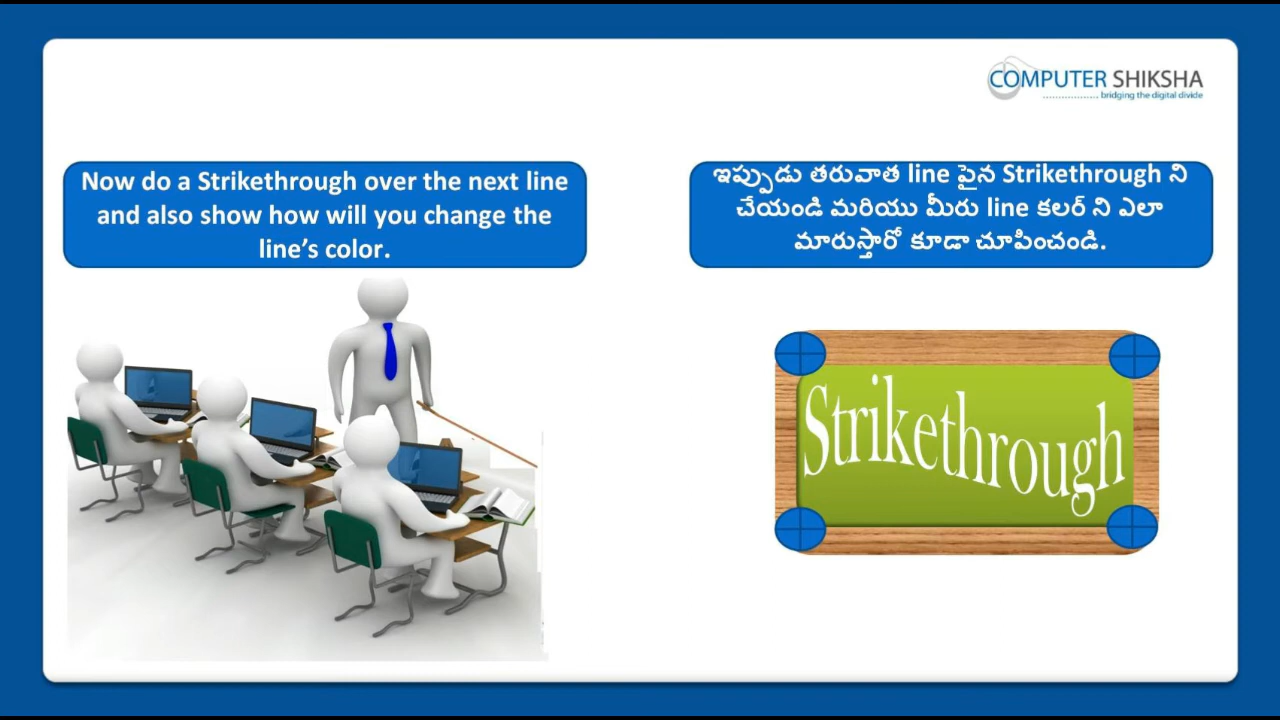 COMPUTER SHIKSHA
bridging the digital divide
Now do a Strikethrough over the next line
and also show how will you change the
line’s color.
ఇప్పుడు తరువాత line పైన Strikethrough ని
చేయండి మరియు మీరు line కలర్ ని ఎలా
మారుస్తారో కూడా చూపించండి.
Strikethrough